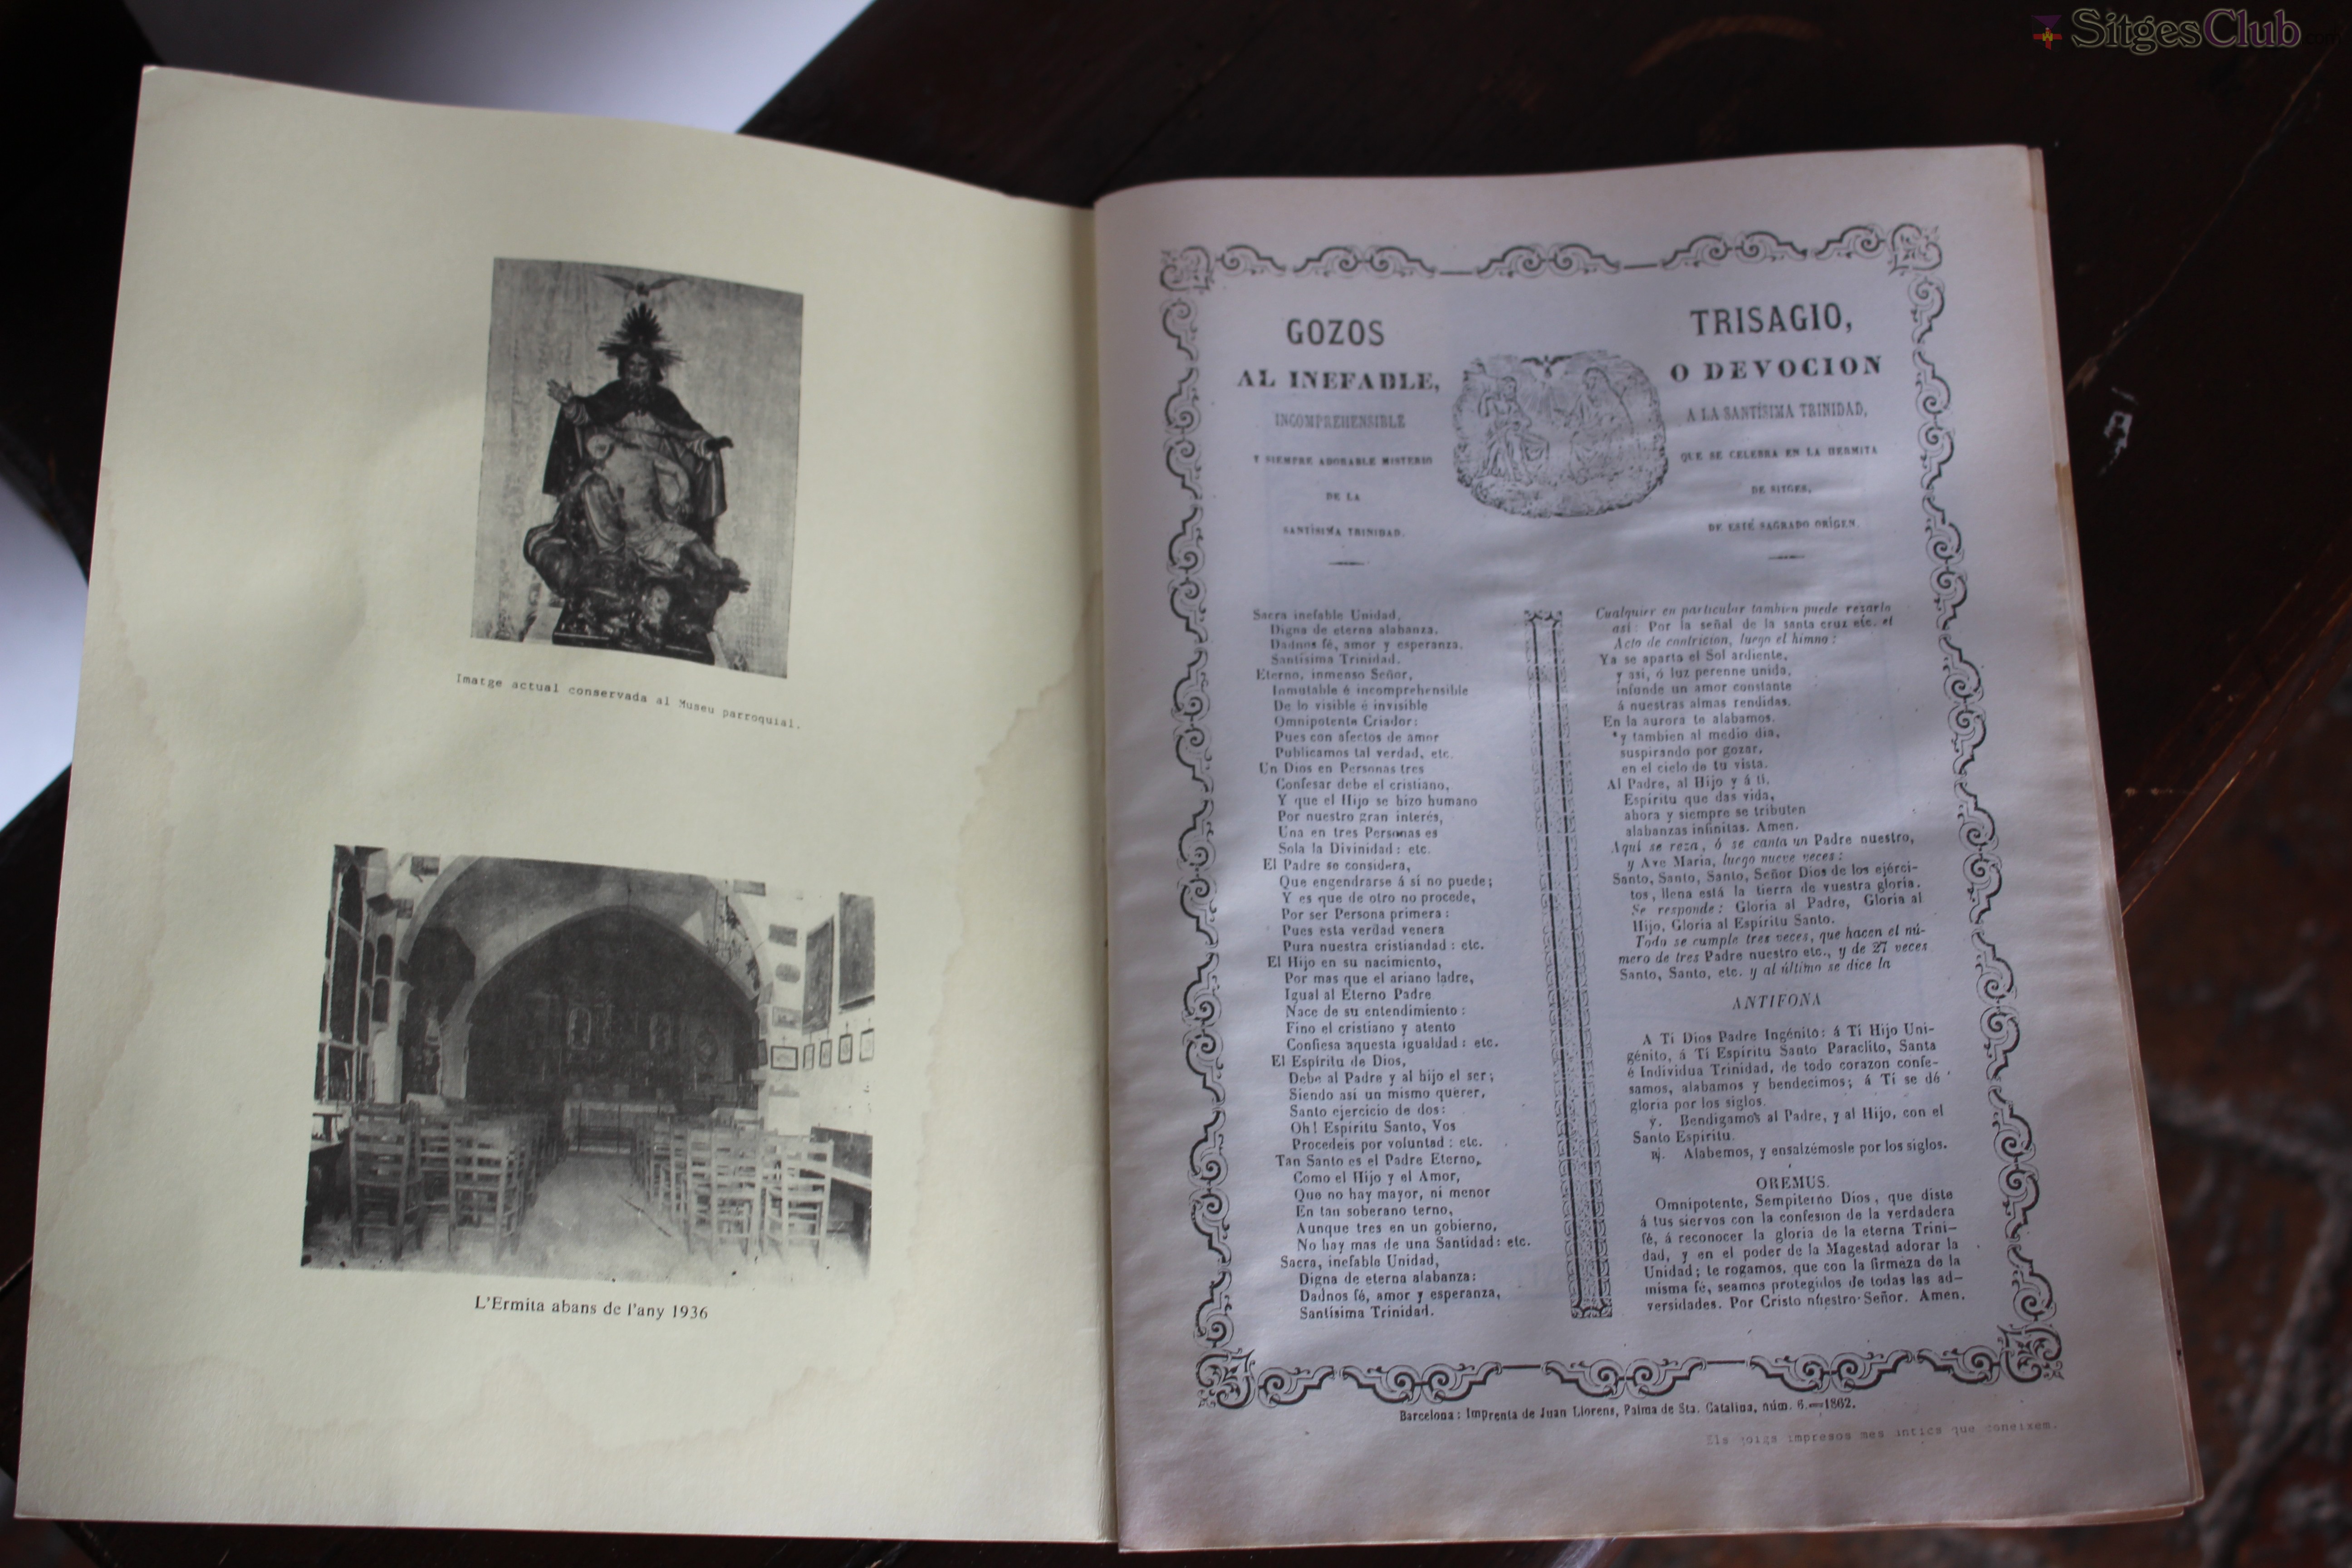 SitgesClub.com
Imatge actual conservada al Museu parroquial.
L'Ermita abans de l'any 1936
GOZOS
AL INEFABLE,
INCOMPREHENSIBLE
Y SIEMPRE ADORABLE MISTERIO
DE LA
SANTÍSIMA TRINIDAD.
TRISAGIO,
O DEVOCION
A LA SANTÍSIMA TRINIDAD,
QUE SE CELEBRA EN LA HERMITA
DE SITGES,
DE ESTE SAGRADO ORÍGEN.
Sacra inefable Unidad,
Digna de eterna alabanza.
Dadnos fé, amor y esperanza.
Santísima Trinidad.
Eterno, inmenso Señor,
Inmutable é incomprehensible
De lo visible é invisible
Omnipotente Criador:
Pues con afectos de amor
Publicamos tal verdad, etc.
Un Dios en Personas tres
Confesar debe el cristiano,
Y que el Hijo se hizo humano
Por nuestro gran interés,
Una en tres Personas es
Sola la Divinidad: etc.
El Padre se considera,
Que engendrarse á si no puede;
Y es que de otro no procede,
Por ser Persona primera:
Pues esta verdad venera
Pura nuestra cristiandad: etc.
El Hijo en su nacimiento,
Por mas que el ariano ladre,
Igual al Eterno Padre
Nace de su entendimiento:
Fino el cristiano y atento
Confiesa aquesta igualdad: etc.
El Espíritu de Dios,
Debe al Padre y al hijo el ser;
Siendo asi un mismo querer,
Santo ejercicio de dos:
Oh! Espíritu Santo, Vos
Procedeis por voluntad: etc.
Tan Santo es el Padre Eterno,
Como el Hijo y el Amor,
Que no hay mayor, ni menor
En tan soberano terno,
Aunque tres en un gobierno,
No hay mas de una Santidad: etc.
Sacra, inefable Unidad,
Digna de eterna alabanza:
Dadnos fé, amor y esperanza,
Santísima Trinidad.
Cualquier en particular tambien puede rezarlo
asi: Por la señal de la santa cruz etc. el
Acto de contricion, luego el himno:
Ya se aparta el Sol ardiente,
y asi, ó luz perenne unida,
infunde un amor constante
á nuestras almas rendidas.
En la aurora te alabamos.
y tambien al medio dia,
suspirando por gozar,
en el cielo de tu vista.
Al Padre, al Hijo y á ti,
Espíritu que das vida,
ahora y siempre se tributen
alabanzas infinitas. Amen.
Aquí se reza, ó se canta un Padre nuestro,
y Ave María, luego nueve veces:
Santo, Santo, Santo, Señor Dios de los ejérci-
tos, llena está la tierra de vuestra gloria.
Se responde: Gloria al Padre, Gloria al
Hijo, Gloria al Espíritu Santo.
Todo se cumple tres veces, que hacen el nú-
mero de tres Padre nuestro etc., y de 27 veces
Santo, Santo, etc. y al último se dice la
ANTIFONA
A Ti Dios Padre Ingénito: á Tí Hijo Uni-
génito, á Ti Espíritu Santo Paraclito, Santa
é Individua Trinidad, de todo corazon confe-
samos, alabamos y bendecimos; á Ti se dé
gloria por los siglos.
℣. Bendigamos al Padre, y al Hijo, con el
Santo Espíritu.
℟. Alabemos, y ensalzémosle por los siglos.
OREMUS.
Omnipotente, Sempiterno Dios, que diste
á tus siervos con la confesion de la verdadera
fé, á reconocer la gloria de la eterna Trini-
dad, y en el poder de la Magestad adorar la
Unidad; te rogamos, que con la firmeza de la
misma fé, seamos protegidos de todas las ad-
versidades. Por Cristo nuestro Señor. Amen.
Barcelona: Imprenta de Juan Llorens, Palma de Sta. Catalina, núm. 6.—1862.
Els goigs impresos mes antics que coneixem.